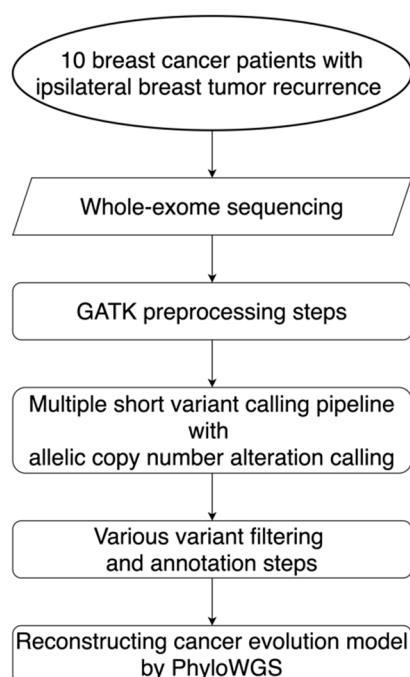 10 breast cancer patients with
ipsilateral breast tumor recurrence
Whole-exome sequencing
GATK preprocessing steps
Multiple short variant calling pipeline
with
allelic copy number alteration calling
Various variant filtering
and annotation steps
Reconstructing cancer evolution model
by PhyloWGS